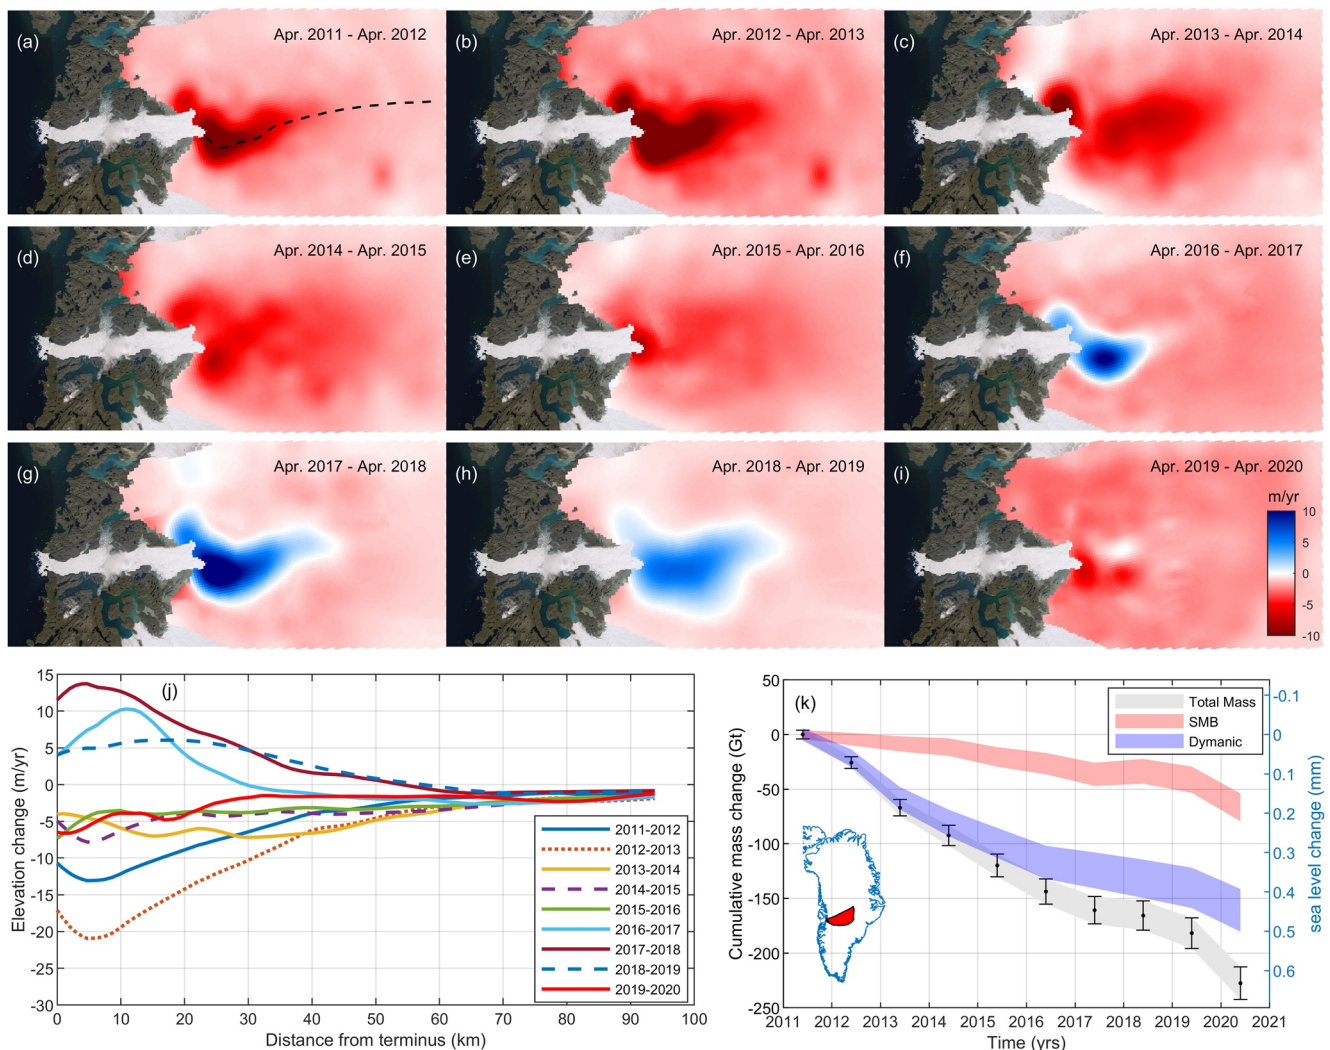 (a) Apr. 2011 - Apr. 2012
(b) Apr. 2012 - Apr. 2013
(c) Apr. 2013 - Apr. 2014
(d) Apr. 2014 - Apr. 2015
(e) Apr. 2015 - Apr. 2016
(f) Apr. 2016 - Apr. 2017
(g) Apr. 2017 - Apr. 2018
(h) Apr. 2018 - Apr. 2019
(i) Apr. 2019 - Apr. 2020
m/yr
10
5
0
-5
-10
(j)
Elevation change (m/yr)
15
10
5
0
-5
-10
-15
-20
-25
-30
0 10 20 30 40 50 60 70 80 90 100
Distance from terminus (km)
2011-2012
2012-2013
2013-2014
2014-2015
2015-2016
2016-2017
2017-2018
2018-2019
2019-2020
(k)
Total Mass
SMB
Dymanic
Cumulative mass change (Gt)
50
0
-50
-100
-150
-200
-250
2011 2012 2013 2014 2015 2016 2017 2018 2019 2020 2021
Time (yrs)
-0.1
0
0.1
0.2
0.3
0.4
0.5
0.6
sea level change (mm)